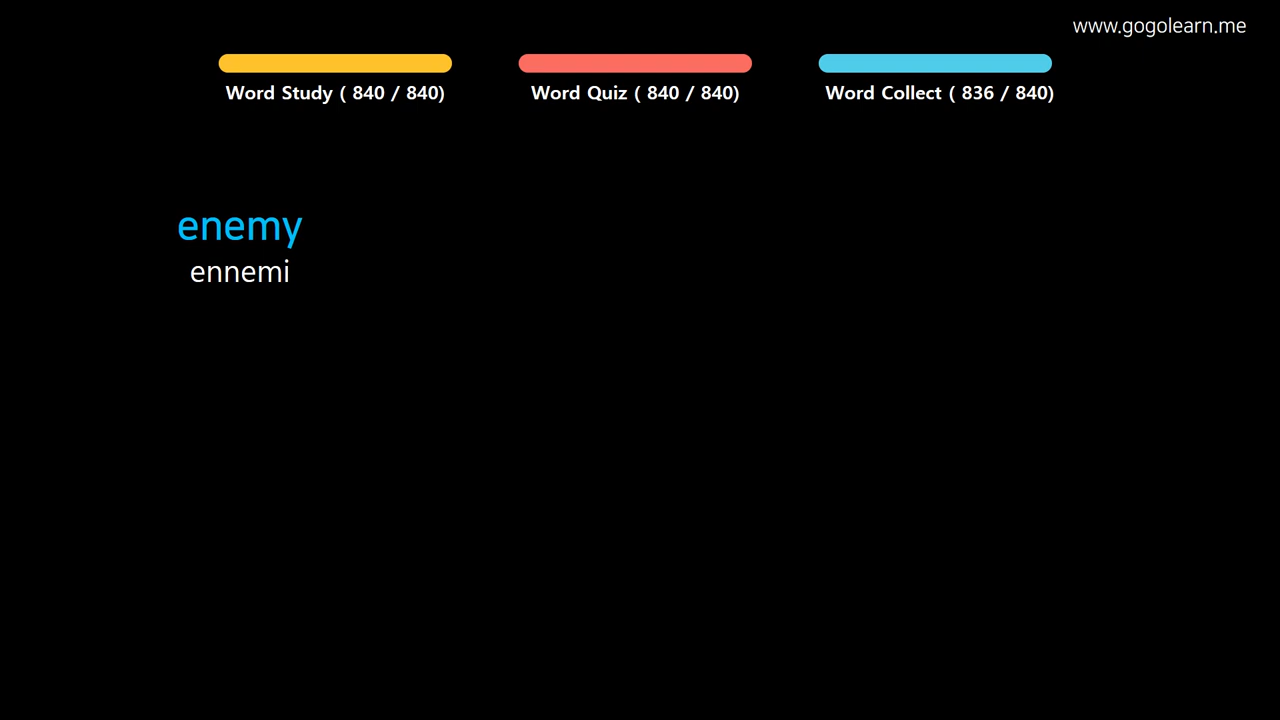 www.gogolearn.me
Word Study ( 840 / 840)
Word Quiz ( 840 / 840)
Word Collect ( 836 / 840)
enemy
ennemi